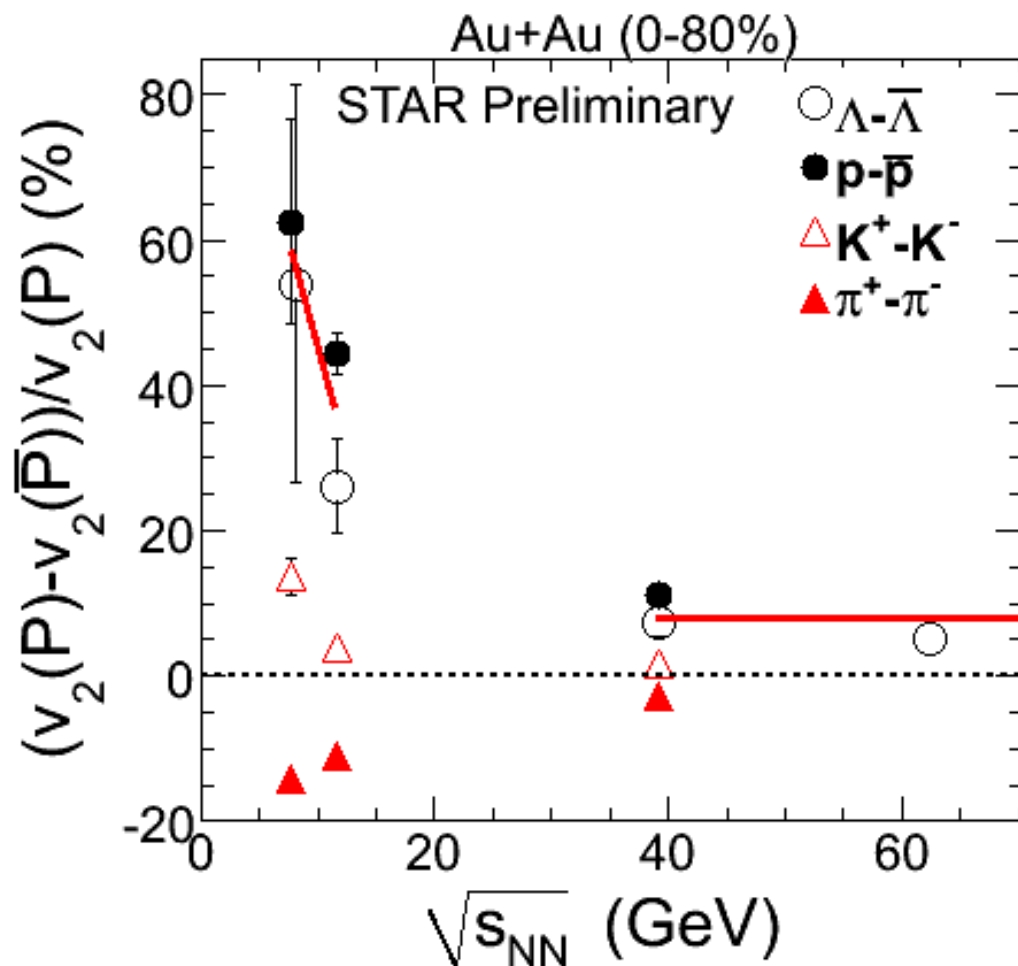 Au+Au (0-80%)
STAR Preliminary
Λ-Λ̅
p-p̅
K⁺-K⁻
π⁺-π⁻
(v₂(P)-v₂(P̅))/v₂(P) (%)
80
60
40
20
0
-20
0 20 40 60
√sNN (GeV)